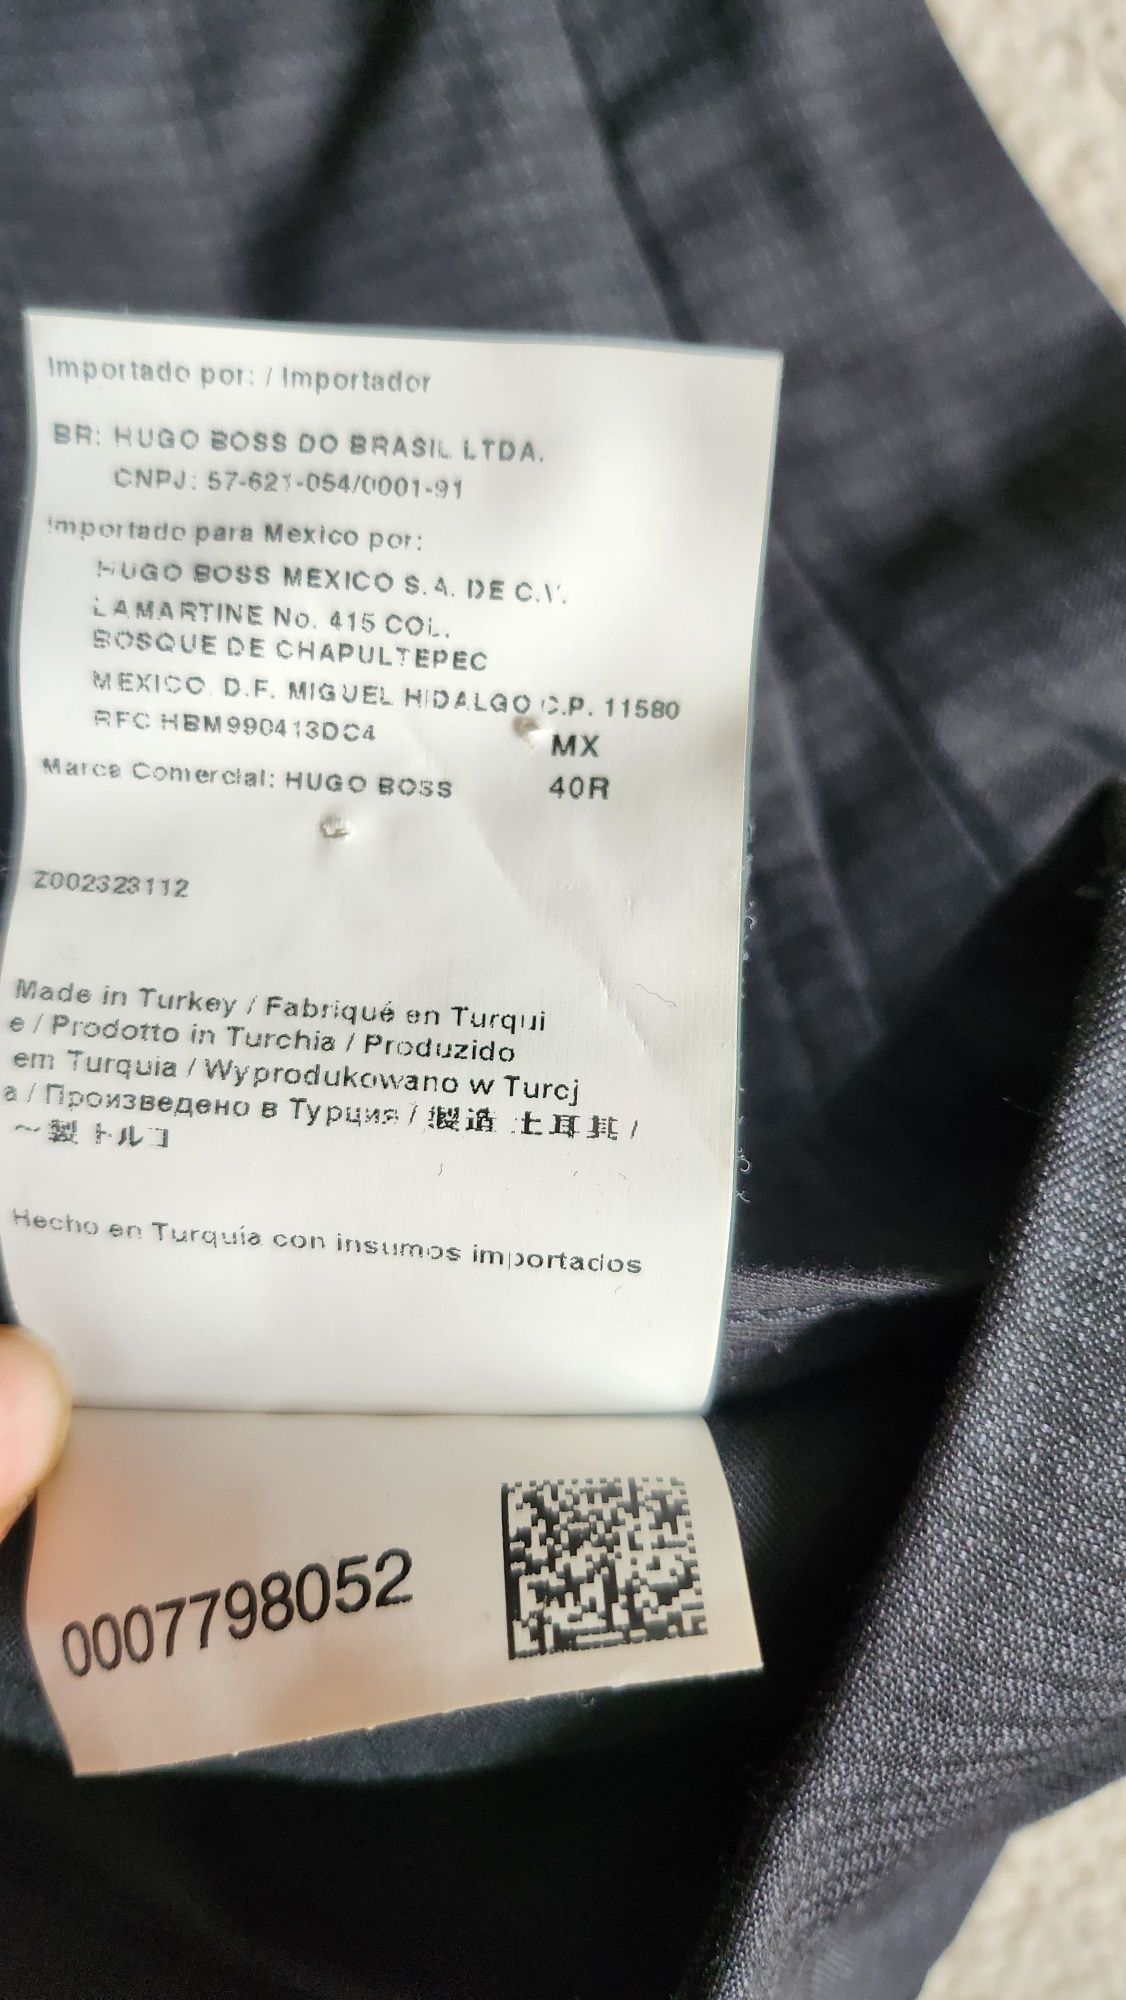 Importado por: / Importador
BR: HUGO BOSS DO BRASIL LTDA.
CNPJ: 57-621-054/0001-91
Importado para Mexico por:
HUGO BOSS MEXICO S.A. DE C.V.
LAMARTINE No. 415 COL.
BOSQUE DE CHAPULTEPEC
MEXICO, D.F. MIGUEL HIDALGO C.P. 11580
RFC HBM990413DC4
MX
Marca Comercial: HUGO BOSS
40R
Z002323112
Made in Turkey / Fabriqué en Turqui
e / Prodotto in Turchia / Produzido
em Turquia / Wyprodukowano w Turcj
a / Произведено в Турция / 製造 土耳其 /
〜製 トルコ
Hecho en Turquía con insumos importados
0007798052